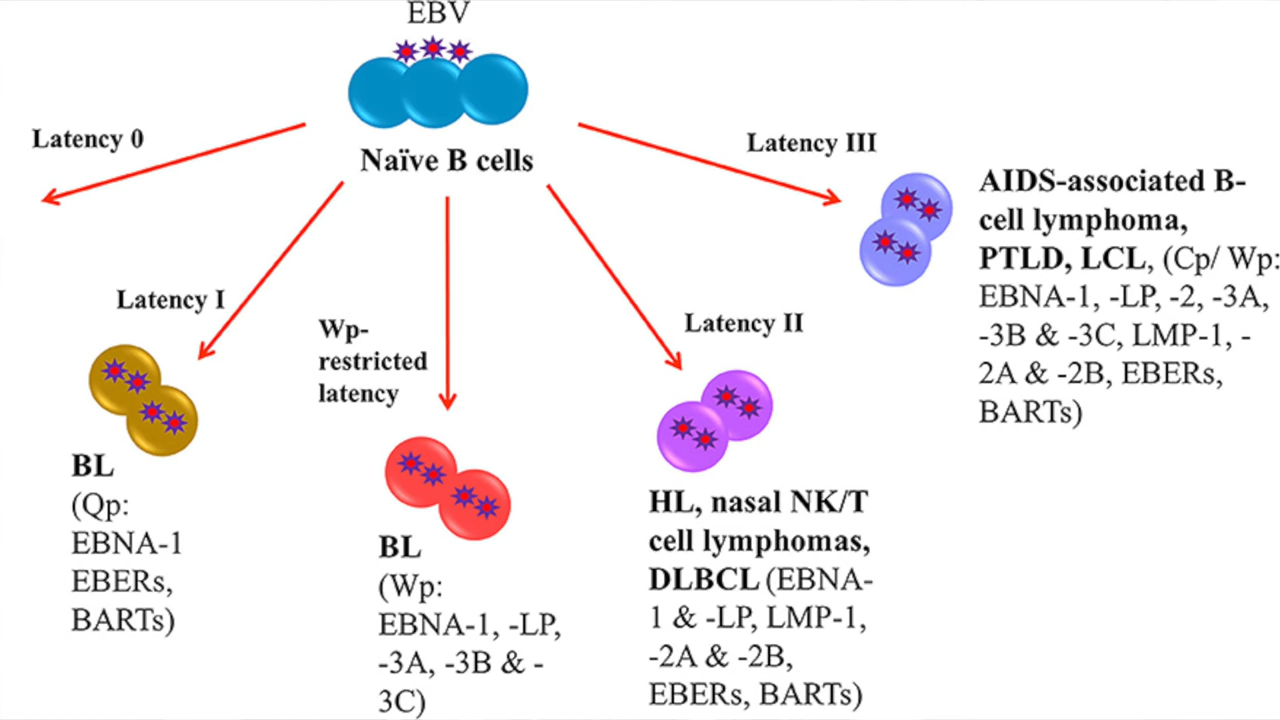 EBV
Naïve B cells
Latency 0
Latency I
BL
(Qp:
EBNA-1
EBERs,
BARTs)
Wp-
restricted
latency
BL
(Wp:
EBNA-1, -LP,
-3A, -3B & -
3C)
Latency II
HL, nasal NK/T
cell lymphomas,
DLBCL (EBNA-
1 & -LP, LMP-1,
-2A & -2B,
EBERs, BARTs)
Latency III
AIDS-associated B-
cell lymphoma,
PTLD, LCL, (Cp/ Wp:
EBNA-1, -LP, -2, -3A,
-3B & -3C, LMP-1, -
2A & -2B, EBERs,
BARTs)